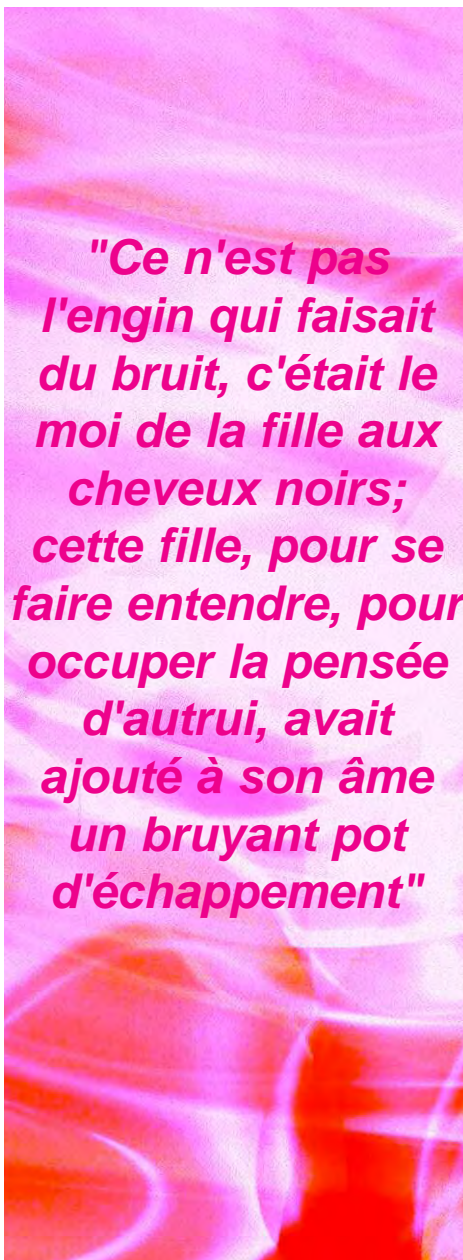 "Ce n'est pas
l'engin qui faisait
du bruit, c'était le
moi de la fille aux
cheveux noirs;
cette fille, pour se
faire entendre, pour
occuper la pensée
d'autrui, avait
ajouté à son âme
un bruyant pot
d'échappement"